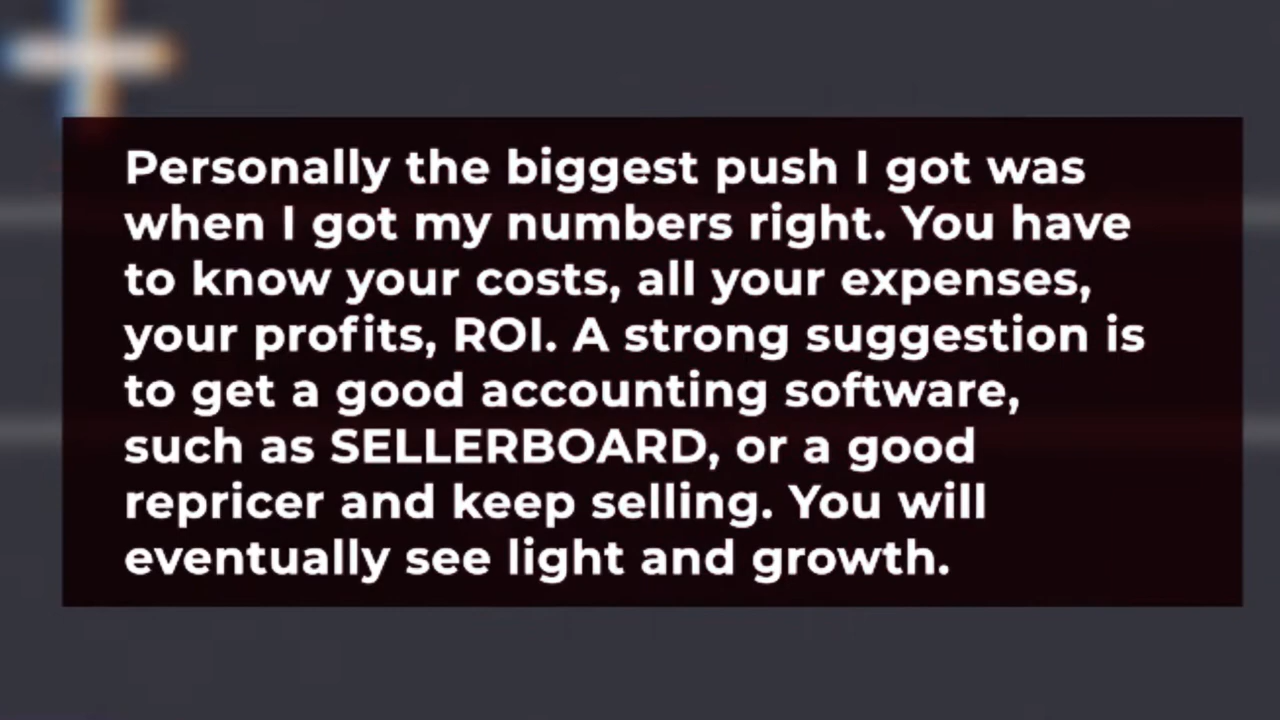 Personally the biggest push I got was
when I got my numbers right. You have
to know your costs, all your expenses,
your profits, ROI. A strong suggestion is
to get a good accounting software,
such as SELLERBOARD, or a good
repricer and keep selling. You will
eventually see light and growth.